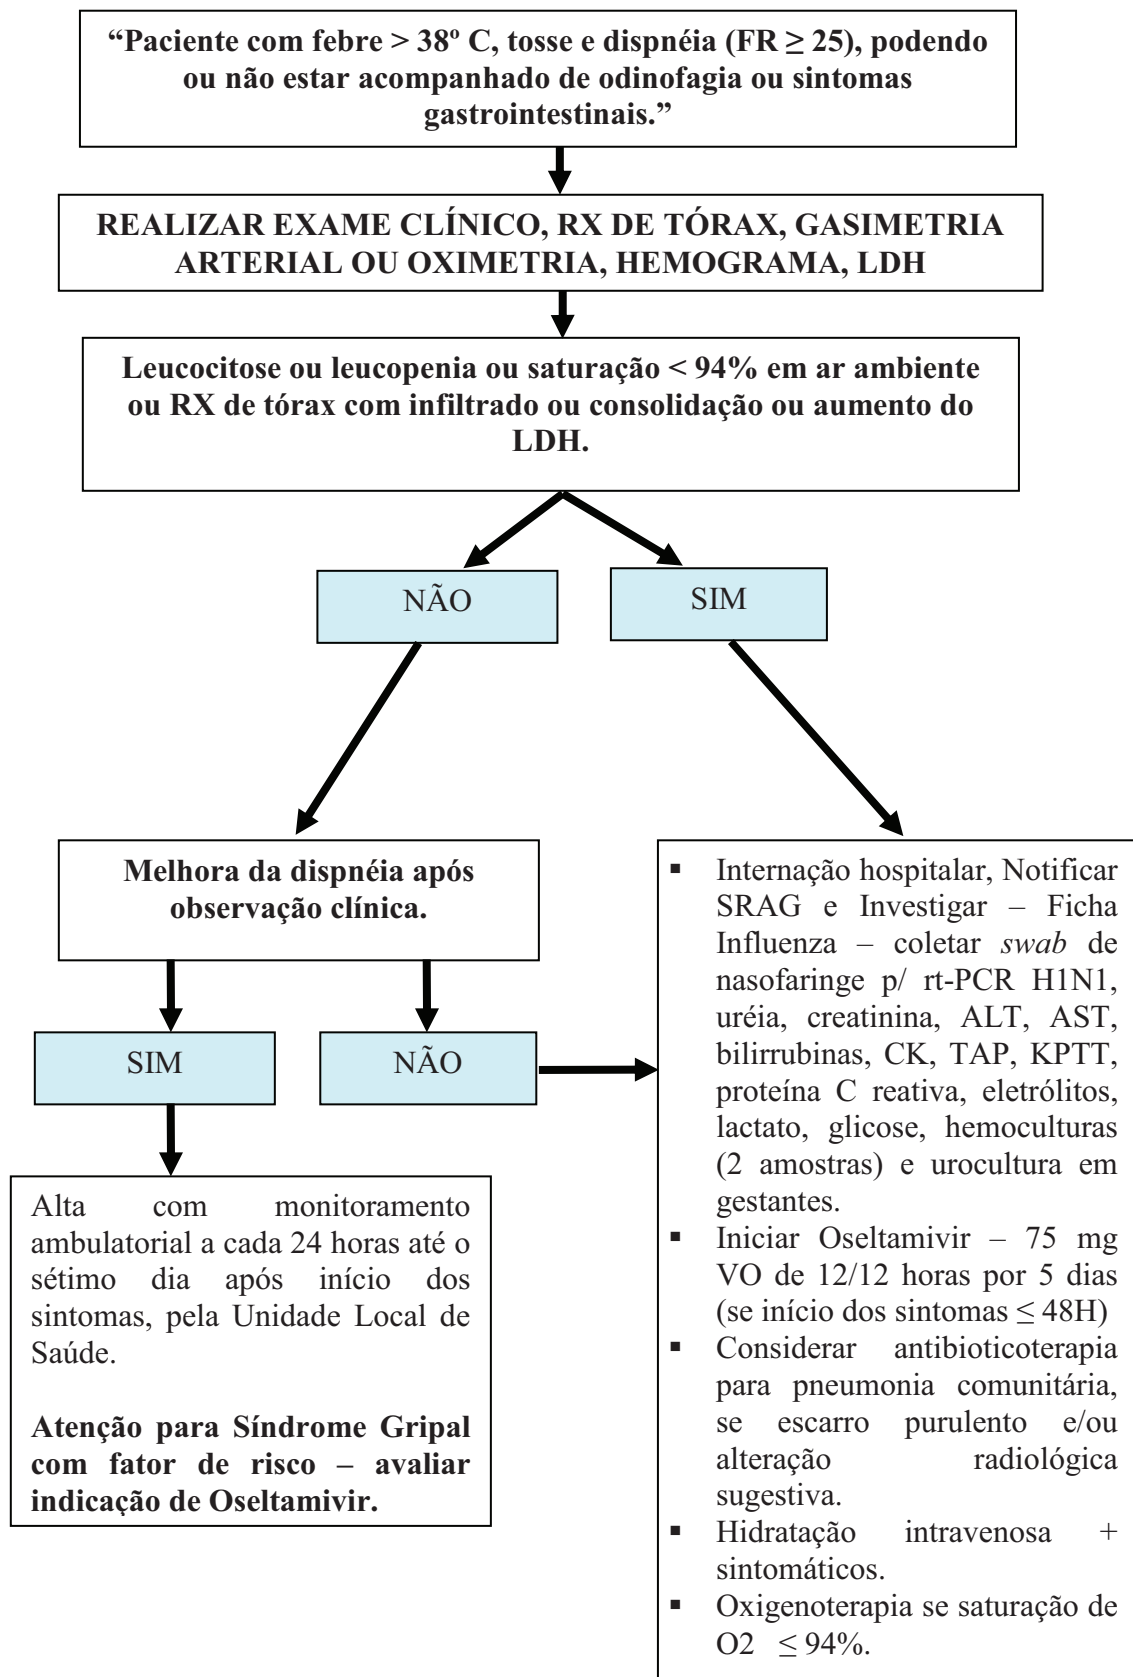 “Paciente com febre > 38º C, tosse e dispnéia (FR ≥ 25), podendo
ou não estar acompanhado de odinofagia ou sintomas
gastrointestinais.”
REALIZAR EXAME CLÍNICO, RX DE TÓRAX, GASIMETRIA
ARTERIAL OU OXIMETRIA, HEMOGRAMA, LDH
Leucocitose ou leucopenia ou saturação < 94% em ar ambiente
ou RX de tórax com infiltrado ou consolidação ou aumento do
LDH.
NÃO
SIM
Melhora da dispnéia após
observação clínica.
SIM
NÃO
Alta com monitoramento
ambulatorial a cada 24 horas até o
sétimo dia após início dos
sintomas, pela Unidade Local de
Saúde.
Atenção para Síndrome Gripal
com fator de risco – avaliar
indicação de Oseltamivir.
▪ Internação hospitalar, Notificar
SRAG e Investigar – Ficha
Influenza – coletar swab de
nasofaringe p/ rt-PCR H1N1,
uréia, creatinina, ALT, AST,
bilirrubinas, CK, TAP, KPTT,
proteína C reativa, eletrólitos,
lactato, glicose, hemoculturas
(2 amostras) e urocultura em
gestantes.
▪ Iniciar Oseltamivir – 75 mg
VO de 12/12 horas por 5 dias
(se início dos sintomas ≤ 48H)
▪ Considerar antibioticoterapia
para pneumonia comunitária,
se escarro purulento e/ou
alteração radiológica
sugestiva.
▪ Hidratação intravenosa +
sintomáticos.
▪ Oxigenoterapia se saturação de
O2 ≤ 94%.